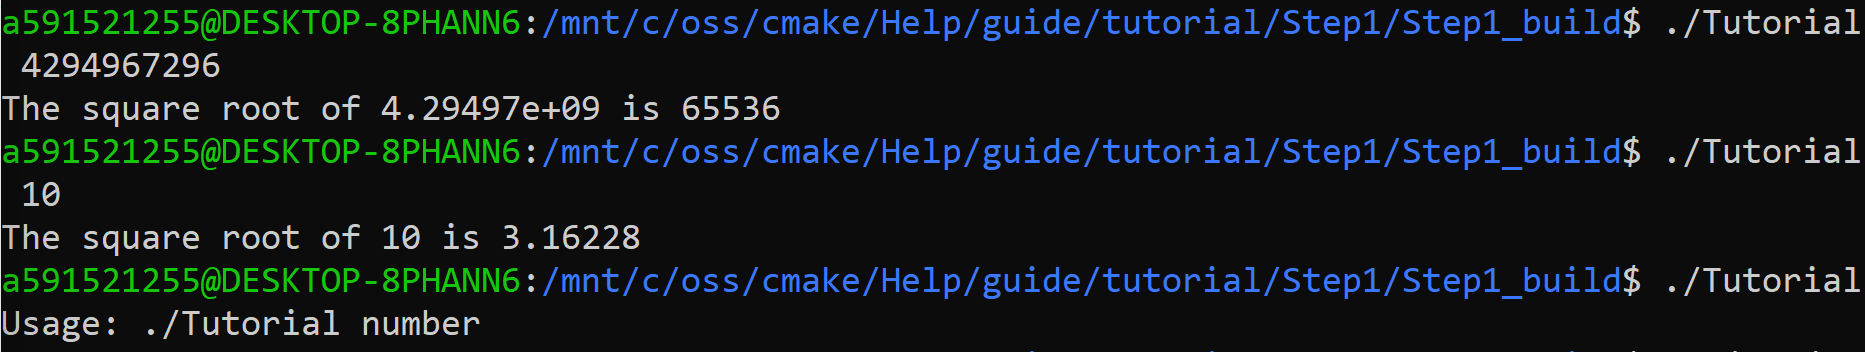 a591521255@DESKTOP-8PHANN6:/mnt/c/oss/cmake/Help/guide/tutorial/Step1/Step1_build$ ./Tutorial
 4294967296
The square root of 4.29497e+09 is 65536
a591521255@DESKTOP-8PHANN6:/mnt/c/oss/cmake/Help/guide/tutorial/Step1/Step1_build$ ./Tutorial
 10
The square root of 10 is 3.16228
a591521255@DESKTOP-8PHANN6:/mnt/c/oss/cmake/Help/guide/tutorial/Step1/Step1_build$ ./Tutorial
Usage: ./Tutorial number